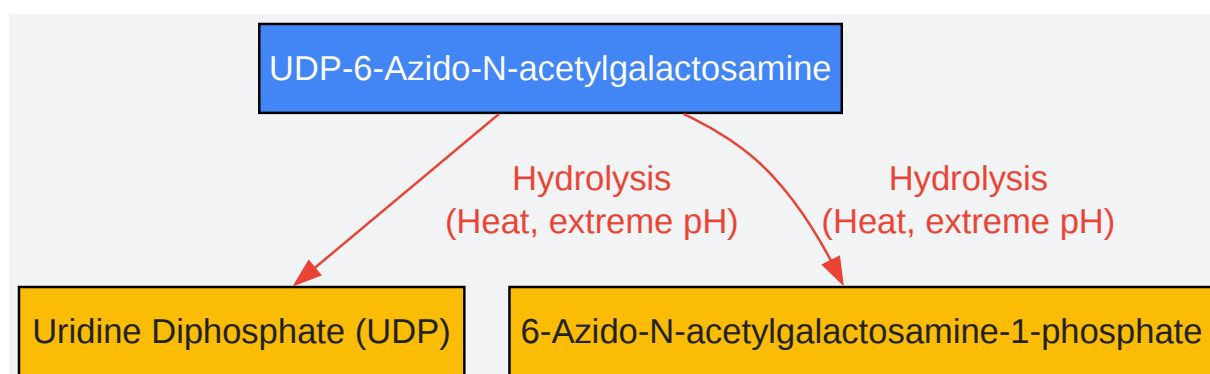 UDP-6-Azido-N-acetylgalactosamine
Hydrolysis
(Heat, extreme pH)
Hydrolysis
(Heat, extreme pH)
Uridine Diphosphate (UDP)
6-Azido-N-acetylgalactosamine-1-phosphate